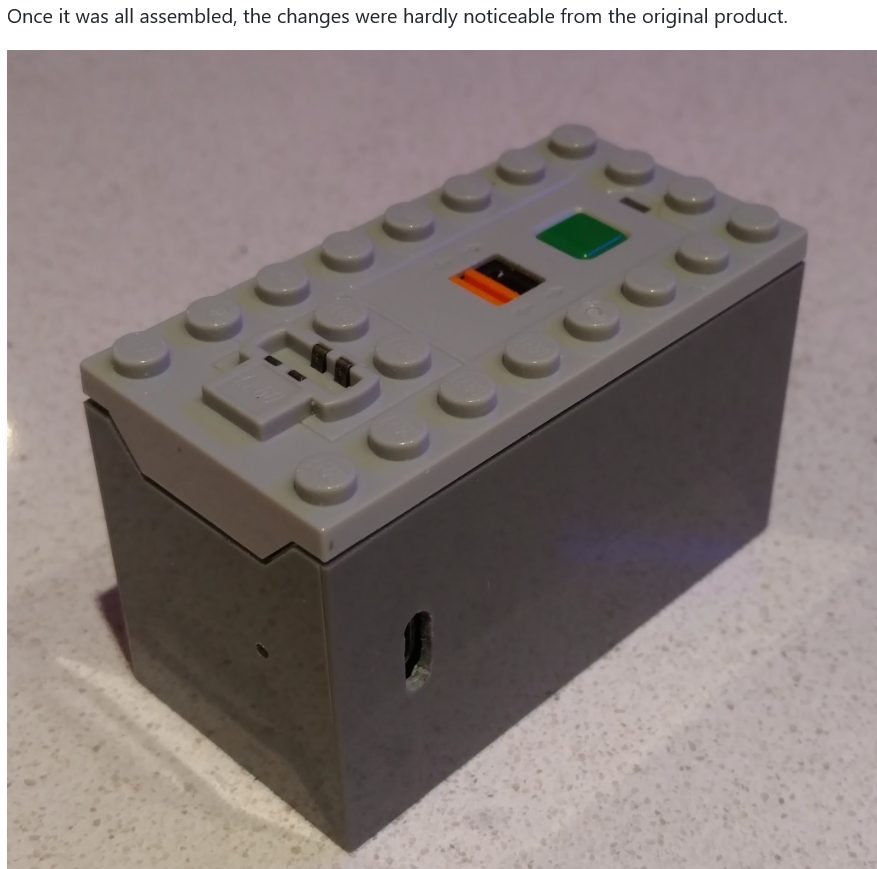 Once it was all assembled, the changes were hardly noticeable from the original product.